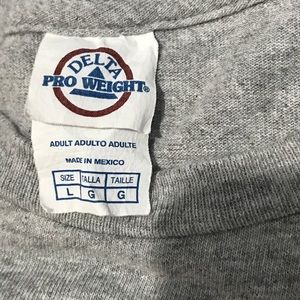 DELTA
PRO WEIGHT®
ADULT ADULTO ADULTE
MADE IN MEXICO
SIZE TALLA TAILLE
L G G